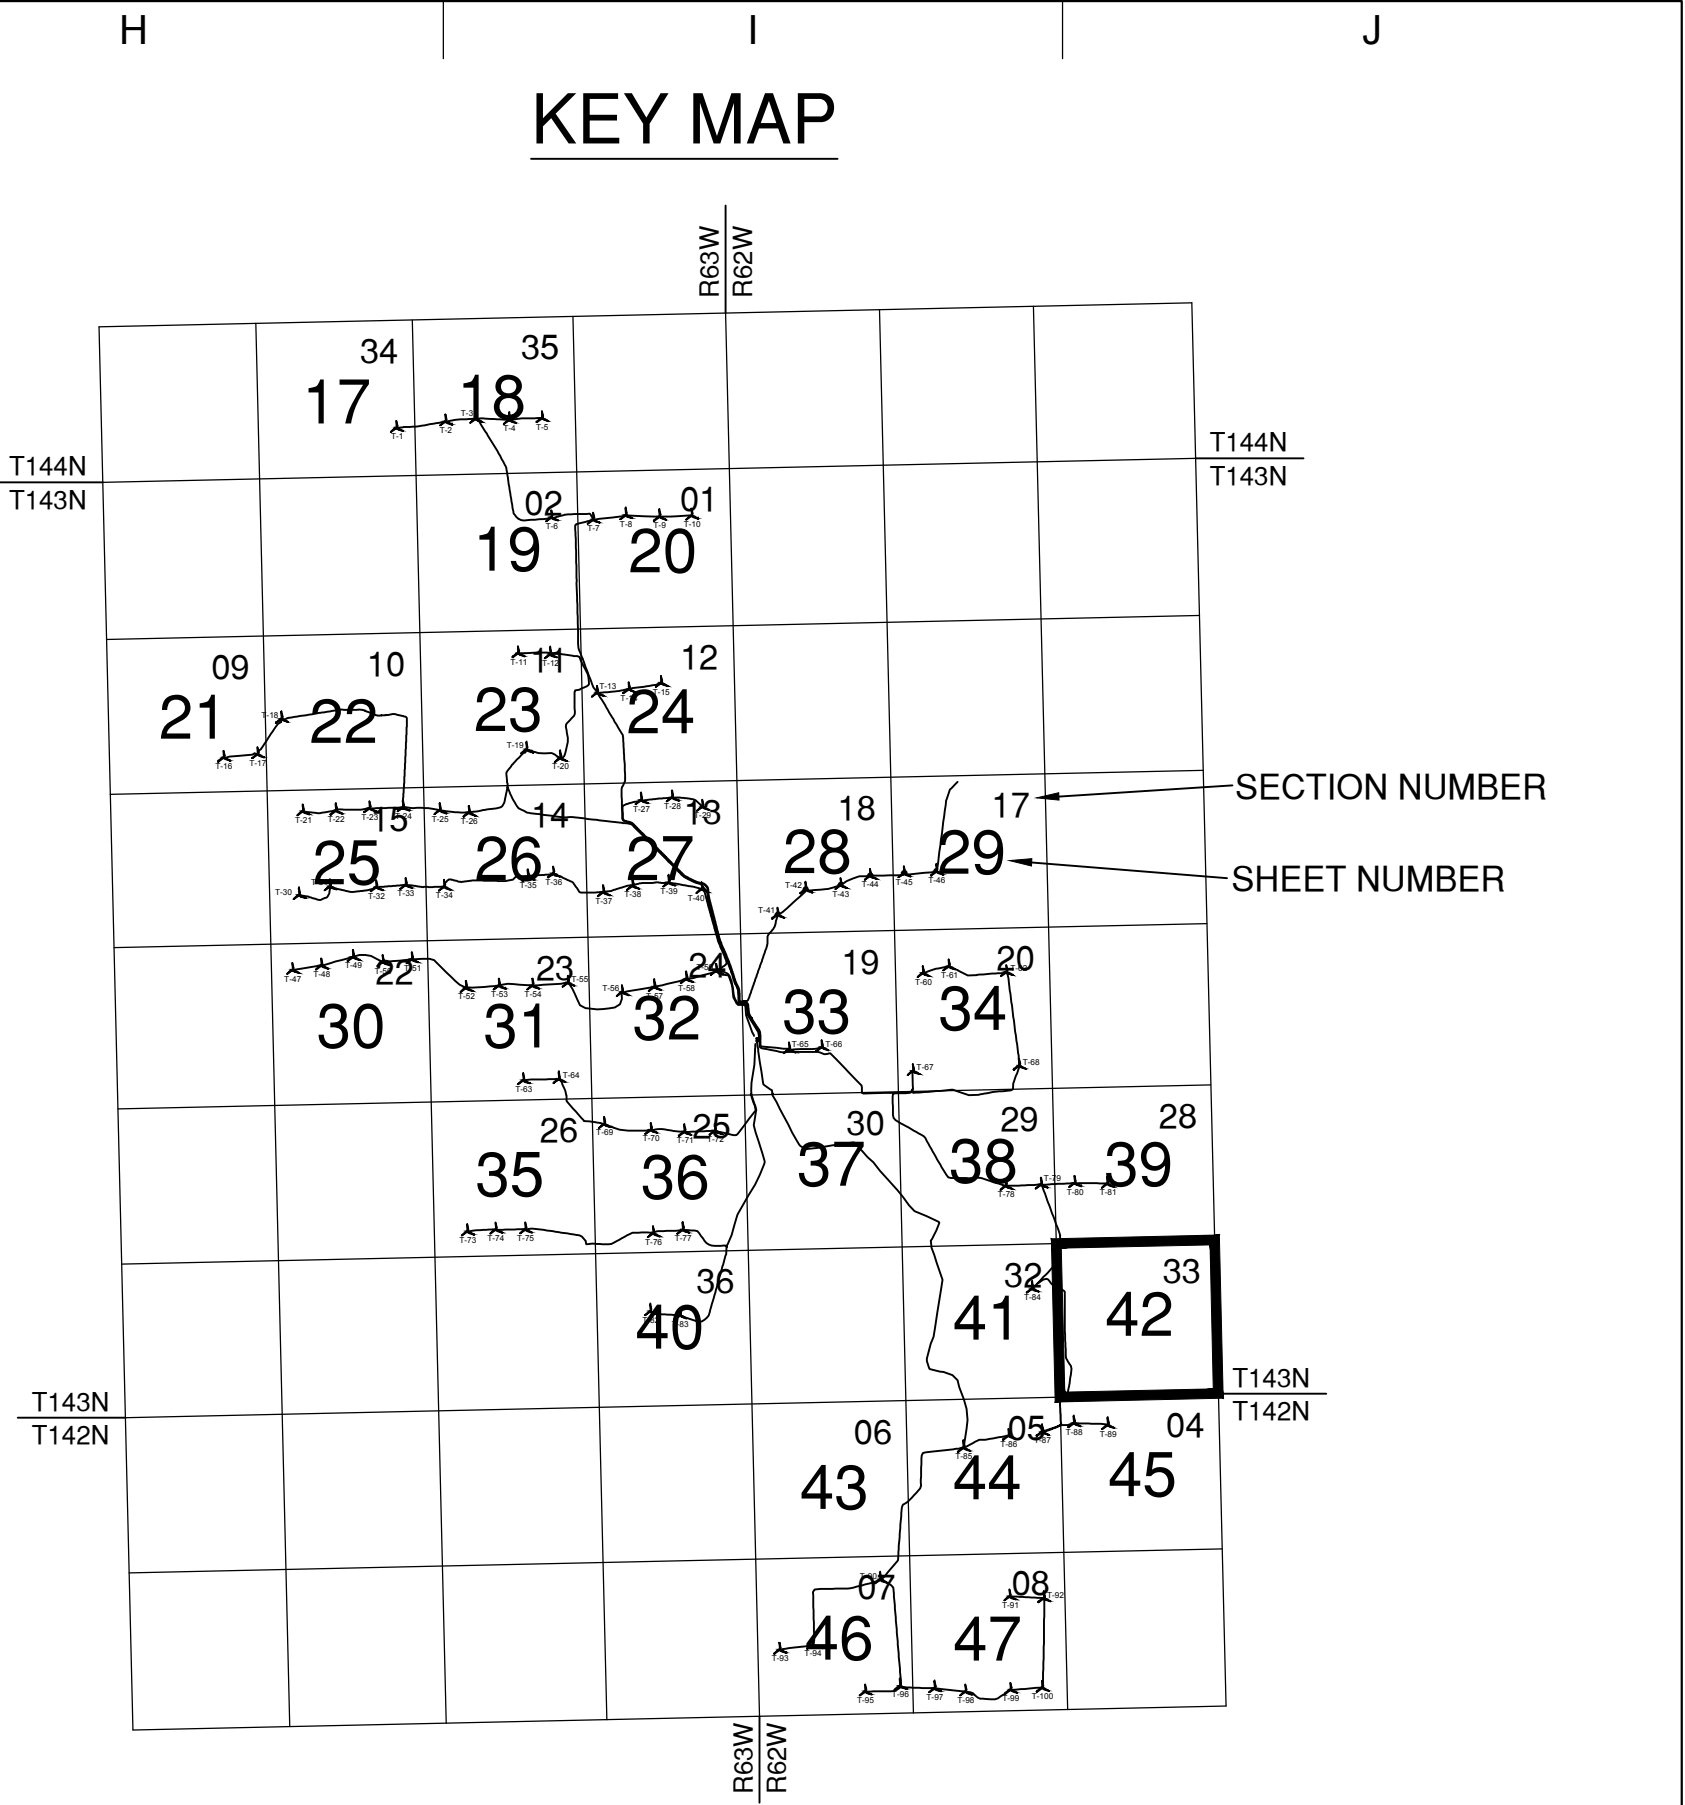 H I J
KEY MAP
R63W R62W
34 35
17 18
T-1 T-2 T-3 T-4 T-5
T144N T144N
T143N T143N
02 01
T-6 T-7 T-8 T-9 T-10
19 20
09 10 11 12
T-11 T-12 T-13 T-15
21 22 23 24
T-16 T-17 T-18 T-19 T-20
SECTION NUMBER
15 14 13 18 17
T-21 T-22 T-23 T-24 T-25 T-26 T-27 T-28 T-29
25 26 27 28 29
SHEET NUMBER
T-30 T-32 T-33 T-34 T-35 T-36 T-37 T-38 T-39 T-40 T-41 T-42 T-43 T-44 T-45 T-46
22 23 24 19 20
T-47 T-48 T-49 T-50 T-51 T-52 T-53 T-54 T-55 T-56 T-57 T-58 T-60 T-61
30 31 32 33 34
T-63 T-64 T-65 T-66 T-67 T-68
26 25 30 29 28
T-69 T-70 T-71 T-72
35 36 37 38 39
T-73 T-74 T-75 T-76 T-77 T-78 T-79 T-80 T-81
36 32 33
T-83 T-84
40 41 42
T143N T143N
T142N T142N
06 05 04
T-85 T-86 T-87 T-88 T-89
43 44 45
07 08
T-90 T-91 T-92
46 47
T-93 T-94 T-95 T-96 T-97 T-98 T-99 T-100
R63W R62W